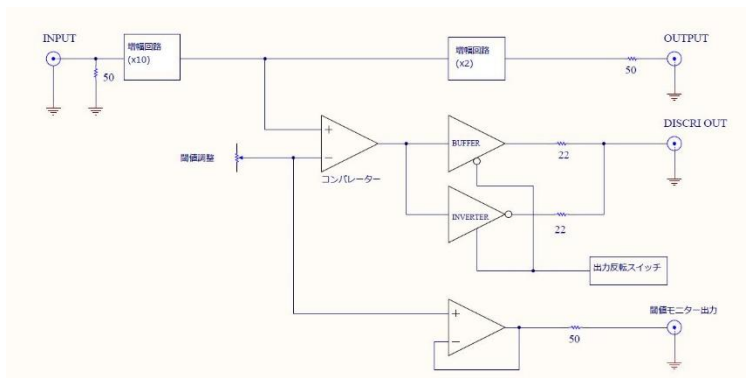 INPUT
50
増幅回路
(x10)
増幅回路
(x2)
50
OUTPUT
DISCRI OUT
閾値調整
+
−
コンパレーター
BUFFER
22
INVERTER
22
出力反転スイッチ
+
−
50
閾値モニター出力